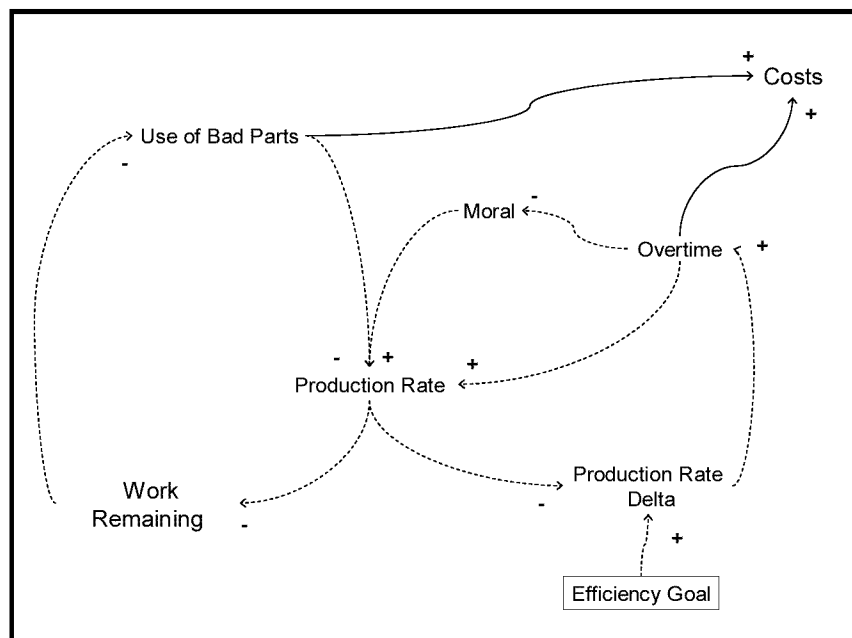 +
Costs
+
Use of Bad Parts
-
Moral
-
Overtime
+
-
+
+
Production Rate
Production Rate
Delta
-
Work
Remaining
-
+
Efficiency Goal